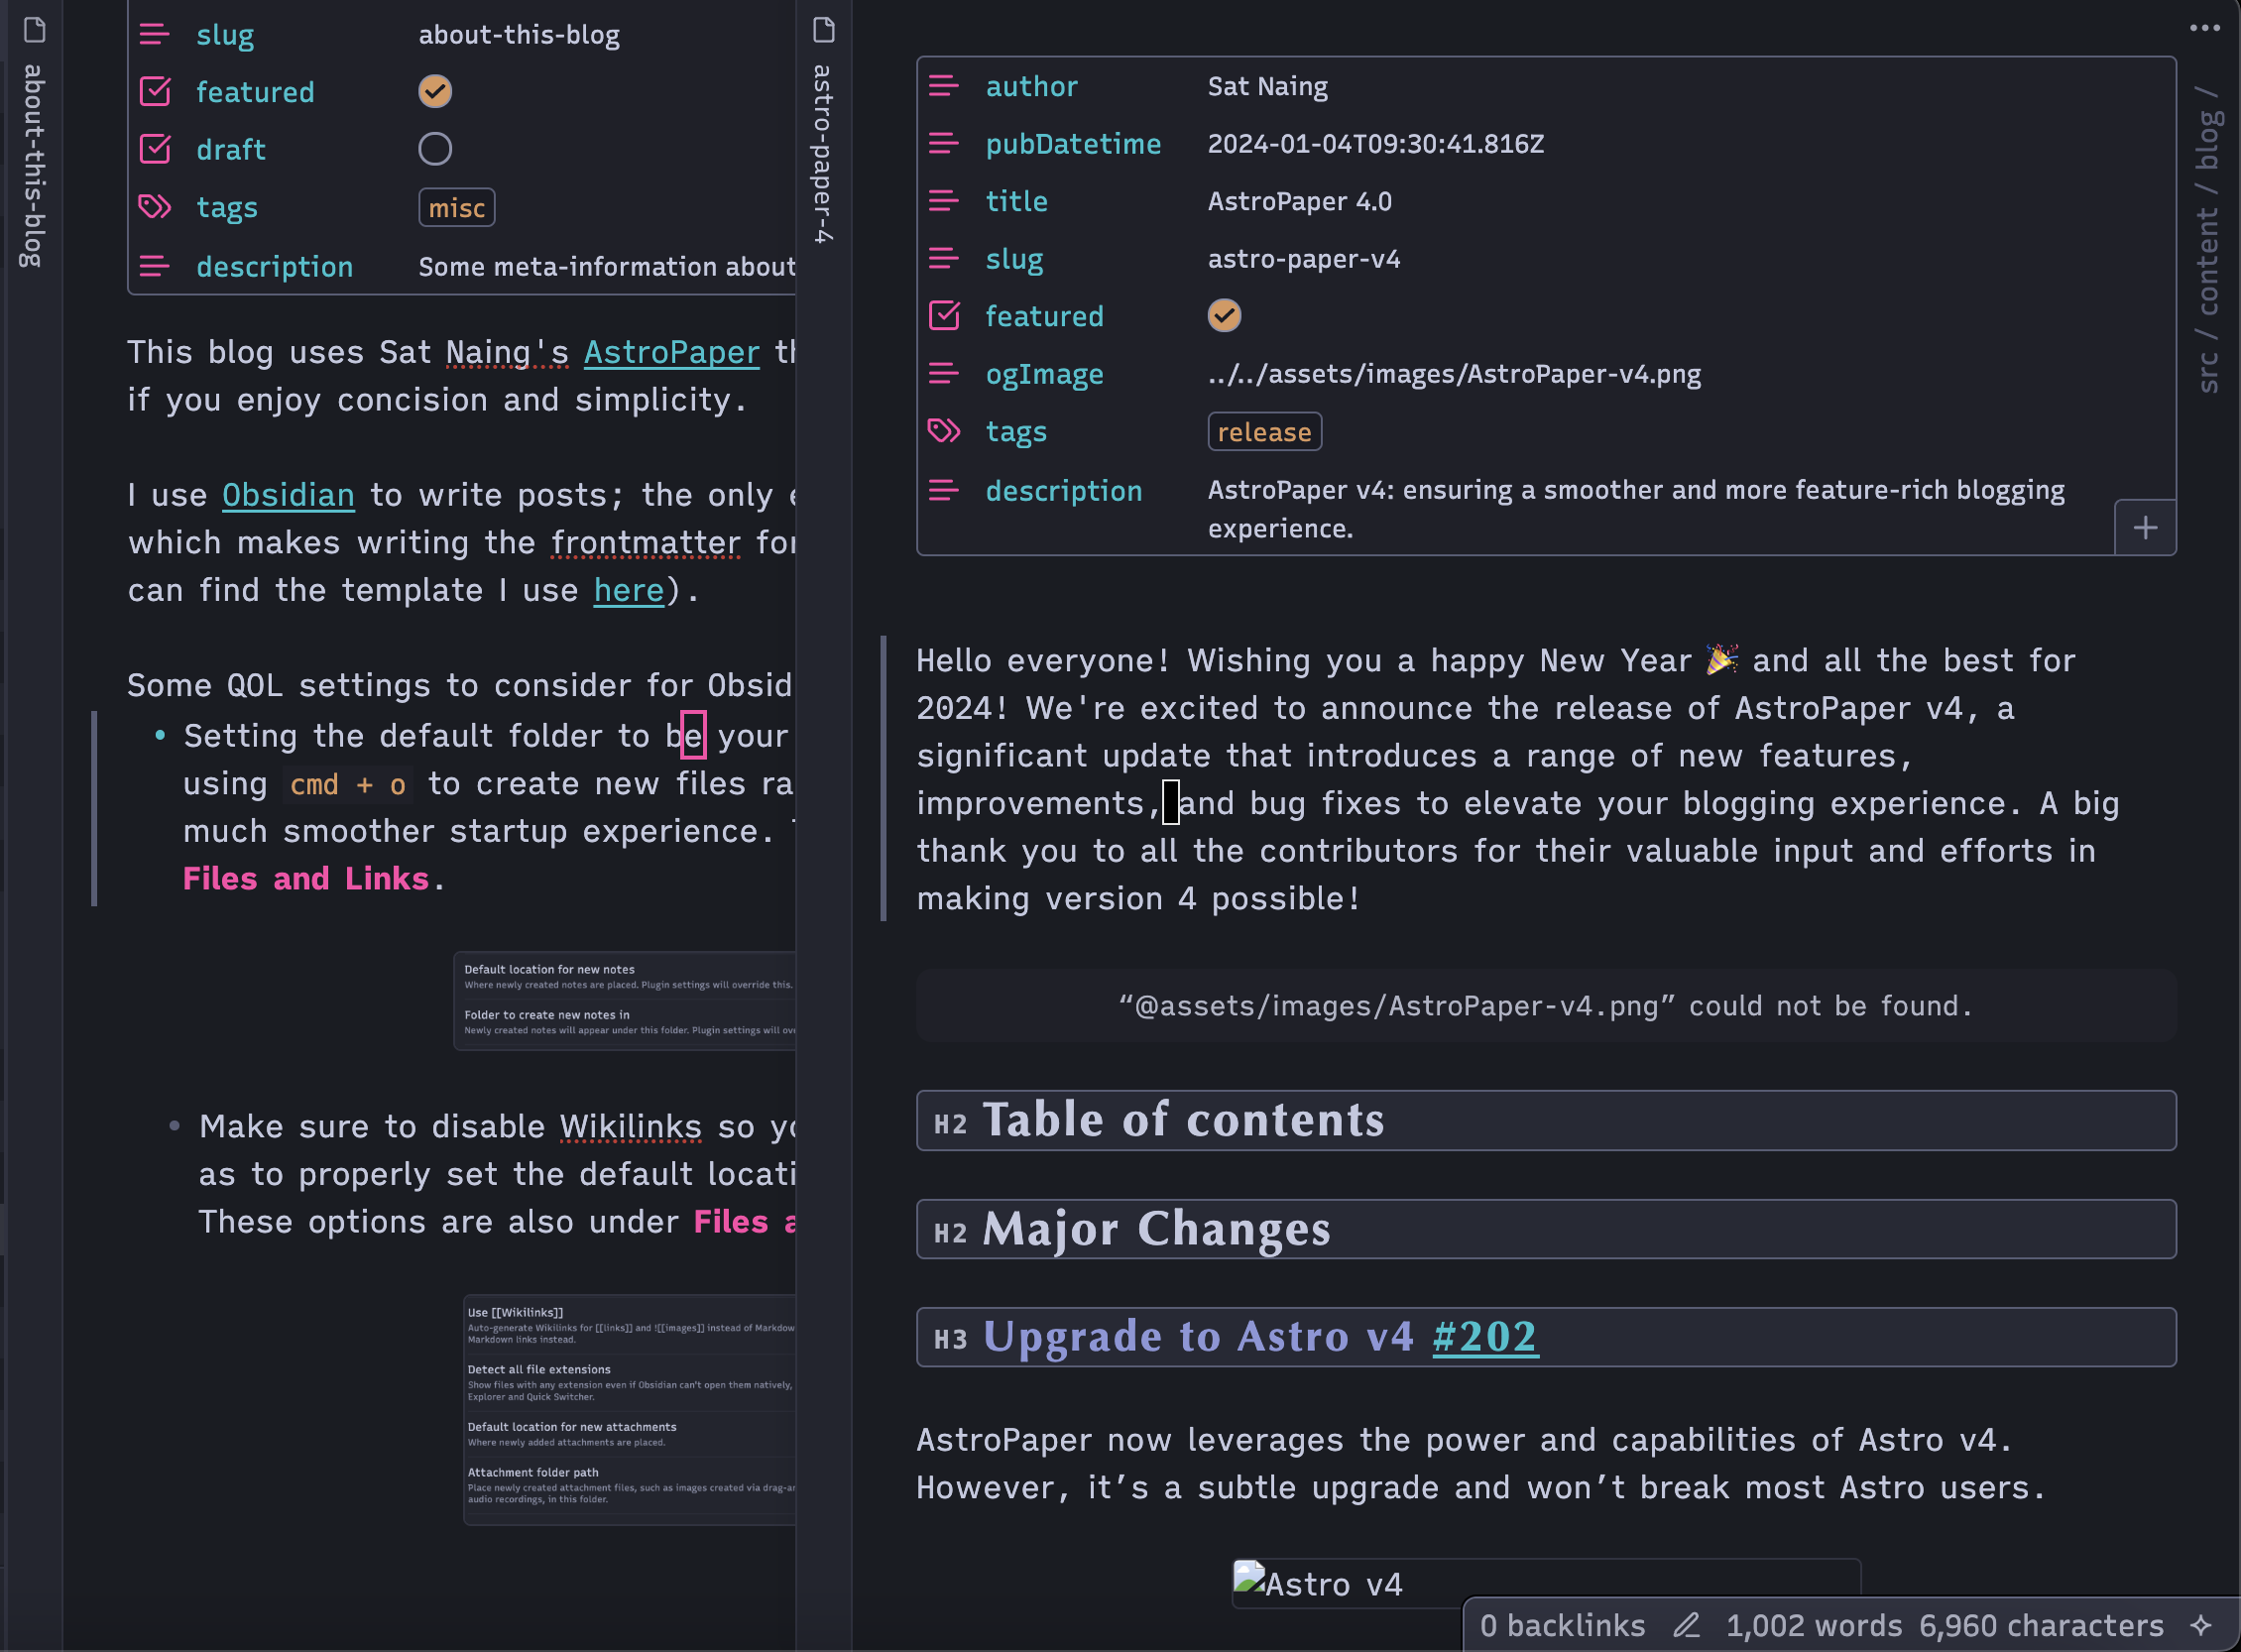 about-this-blog
slug about-this-blog
featured
draft
tags misc
description Some meta-information about
This blog uses Sat Naing's AstroPaper th
if you enjoy concision and simplicity.
I use Obsidian to write posts; the only e
which makes writing the frontmatter for
can find the template I use here).
Some QOL settings to consider for Obsid
Setting the default folder to be your
using cmd + o to create new files ra
much smoother startup experience. T
Files and Links.
Default location for new notes
Where newly created notes are placed. Plugin settings will override this.
Folder to create new notes in
Newly created notes will appear under this folder. Plugin settings will ove
Make sure to disable Wikilinks so yo
as to properly set the default locati
These options are also under Files a
Use [[Wikilinks]]
Auto-generate Wikilinks for [[links]] and ![[images]] instead of Markdow
Markdown links instead.
Detect all file extensions
Show files with any extension even if Obsidian can't open them natively,
Explorer and Quick Switcher.
Default location for new attachments
Where newly added attachments are placed.
Attachment folder path
Place newly created attachment files, such as images created via drag-an
audio recordings, in this folder.
astro-paper-4
author Sat Naing
pubDatetime 2024-01-04T09:30:41.816Z
title AstroPaper 4.0
slug astro-paper-v4
featured
ogImage ../../assets/images/AstroPaper-v4.png
tags release
description AstroPaper v4: ensuring a smoother and more feature-rich blogging
experience.
src / content / blog /
Hello everyone! Wishing you a happy New Year 🎉 and all the best for
2024! We're excited to announce the release of AstroPaper v4, a
significant update that introduces a range of new features,
improvements, and bug fixes to elevate your blogging experience. A big
thank you to all the contributors for their valuable input and efforts in
making version 4 possible!
“@assets/images/AstroPaper-v4.png” could not be found.
H2 Table of contents
H2 Major Changes
H3 Upgrade to Astro v4 #202
AstroPaper now leverages the power and capabilities of Astro v4.
However, it’s a subtle upgrade and won’t break most Astro users.
Astro v4
0 backlinks 1,002 words 6,960 characters